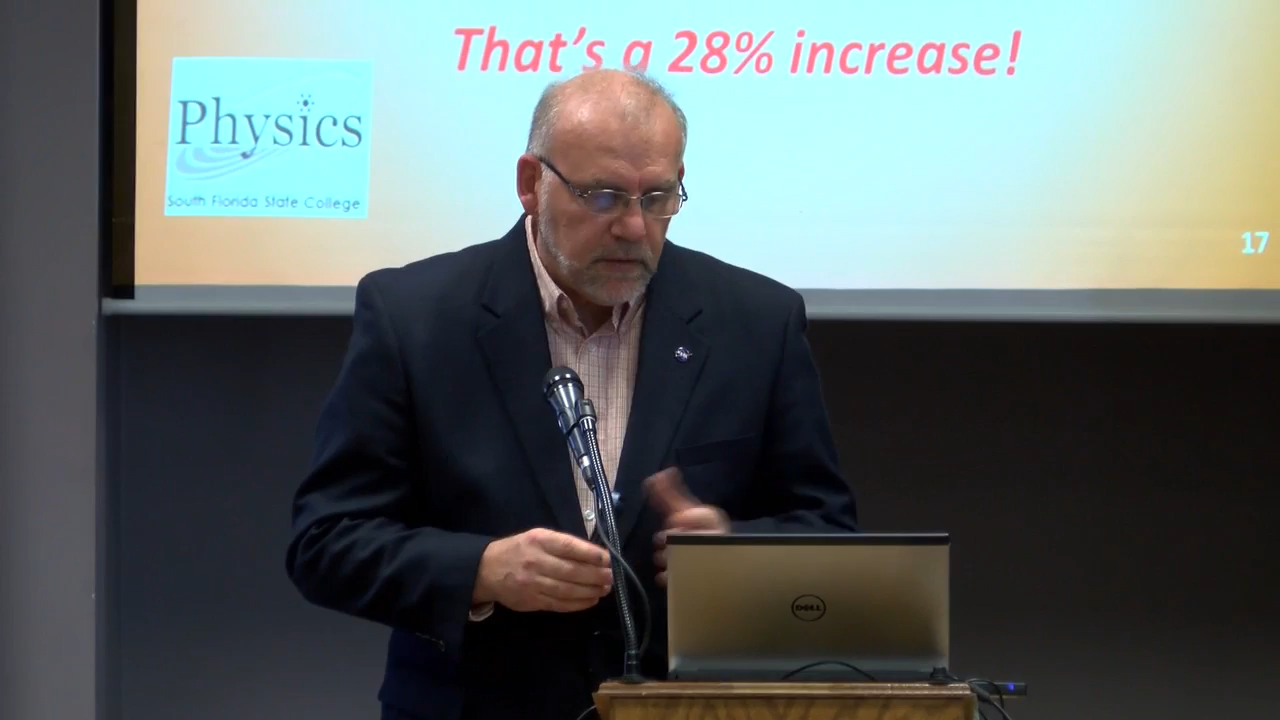 That's a 28% increase!
Physics
South Florida State College
17
DELL